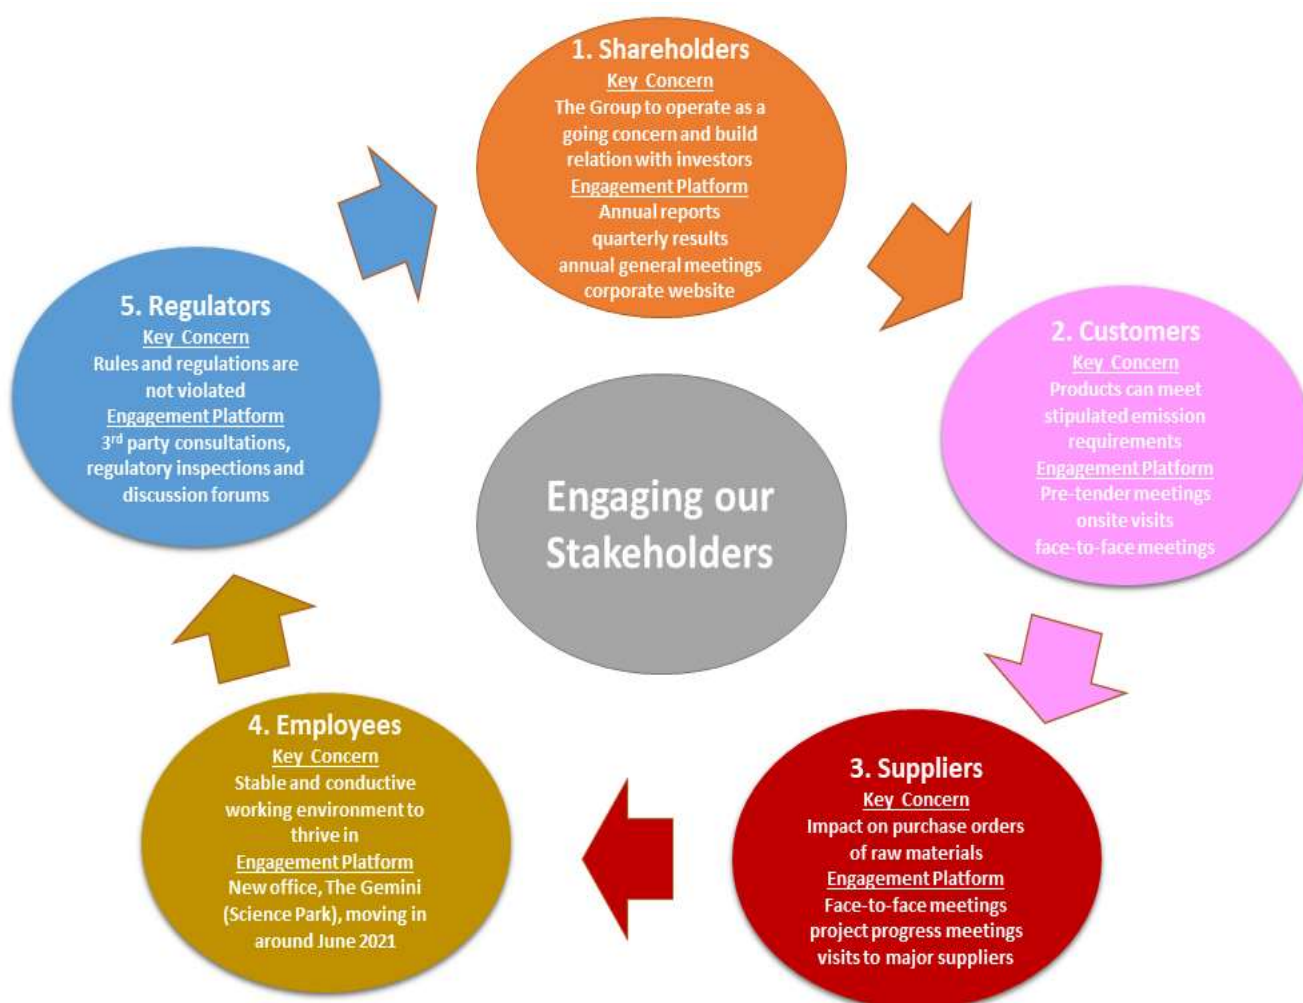 1. Shareholders
Key Concern
The Group to operate as a
going concern and build
relation with investors
Engagement Platform
Annual reports
quarterly results
annual general meetings
corporate website
2. Customers
Key Concern
Products can meet
stipulated emission
requirements
Engagement Platform
Pre-tender meetings
onsite visits
face-to-face meetings
3. Suppliers
Key Concern
Impact on purchase orders
of raw materials
Engagement Platform
Face-to-face meetings
project progress meetings
visits to major suppliers
4. Employees
Key Concern
Stable and conductive
working environment to
thrive in
Engagement Platform
New office, The Gemini
(Science Park), moving in
around June 2021
5. Regulators
Key Concern
Rules and regulations are
not violated
Engagement Platform
3rd party consultations,
regulatory inspections and
discussion forums
Engaging our
Stakeholders